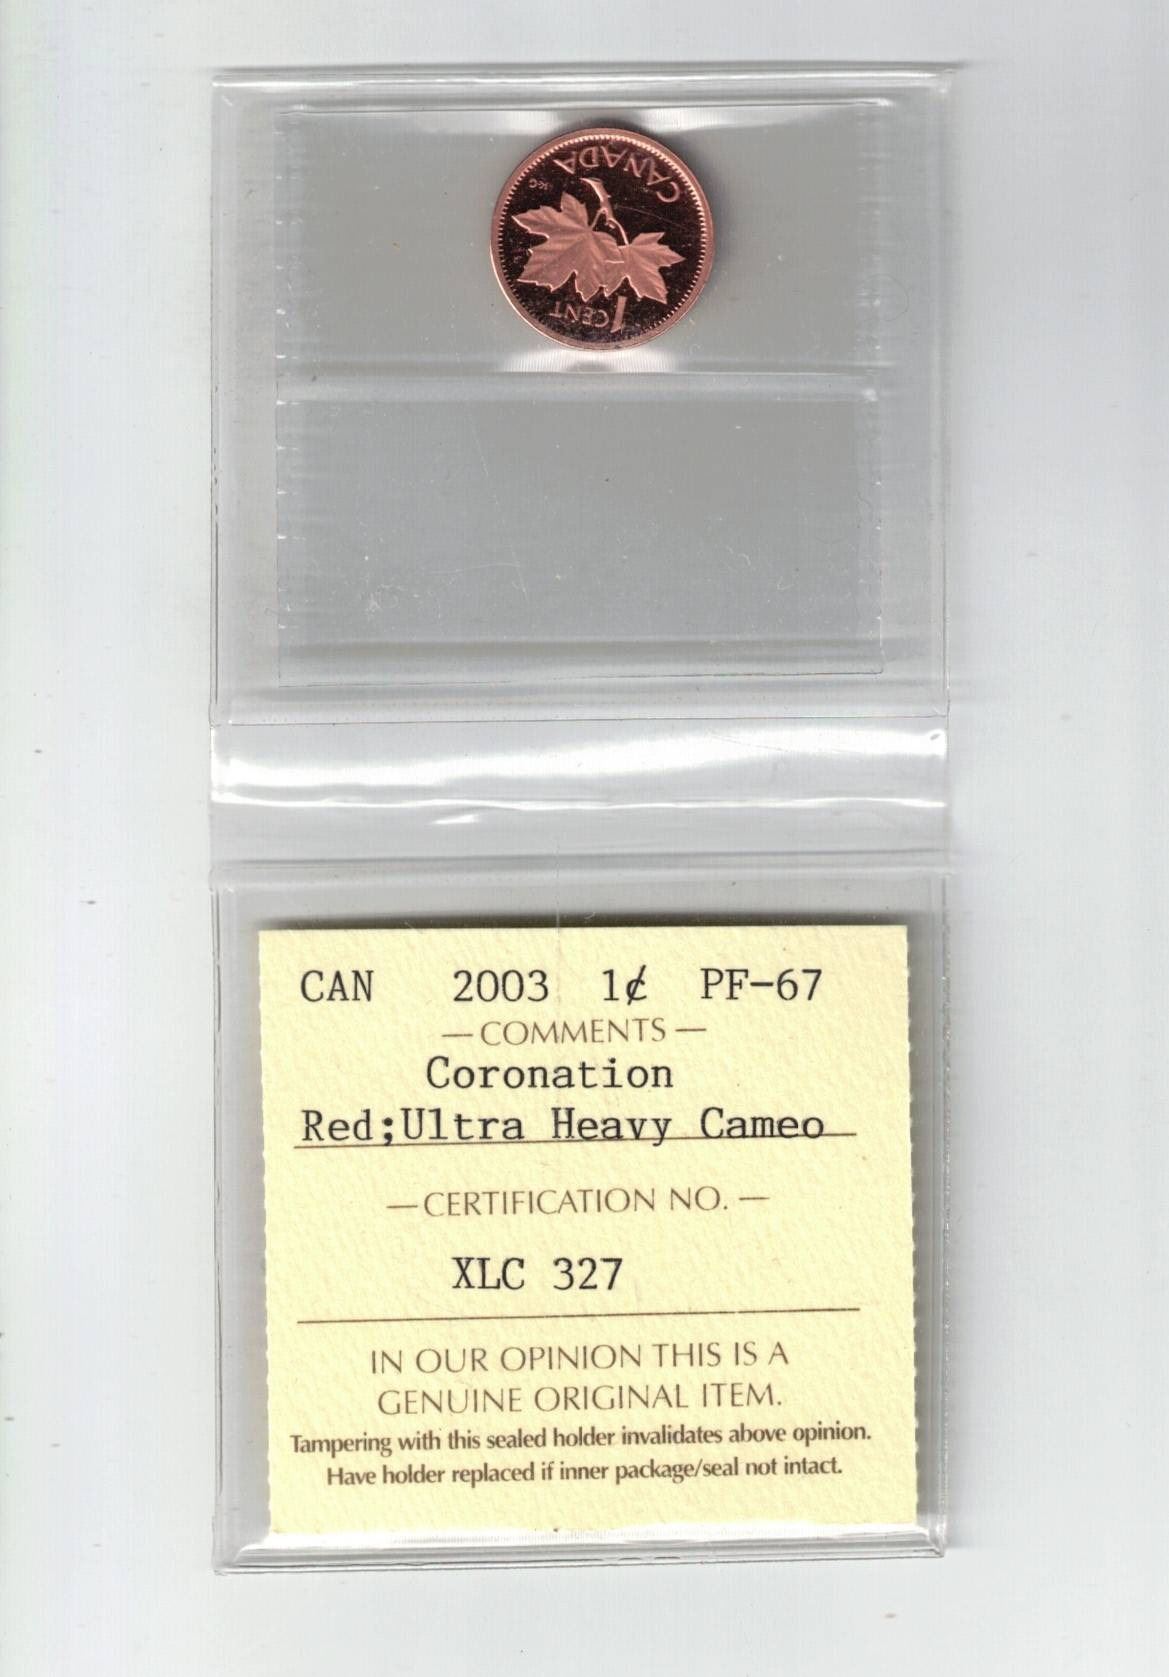 CANADA
KG
1 CENT
CAN 2003 1¢ PF-67
— COMMENTS —
Coronation
Red;Ultra Heavy Cameo
— CERTIFICATION NO. —
XLC 327
IN OUR OPINION THIS IS A
GENUINE ORIGINAL ITEM.
Tampering with this sealed holder invalidates above opinion.
Have holder replaced if inner package/seal not intact.